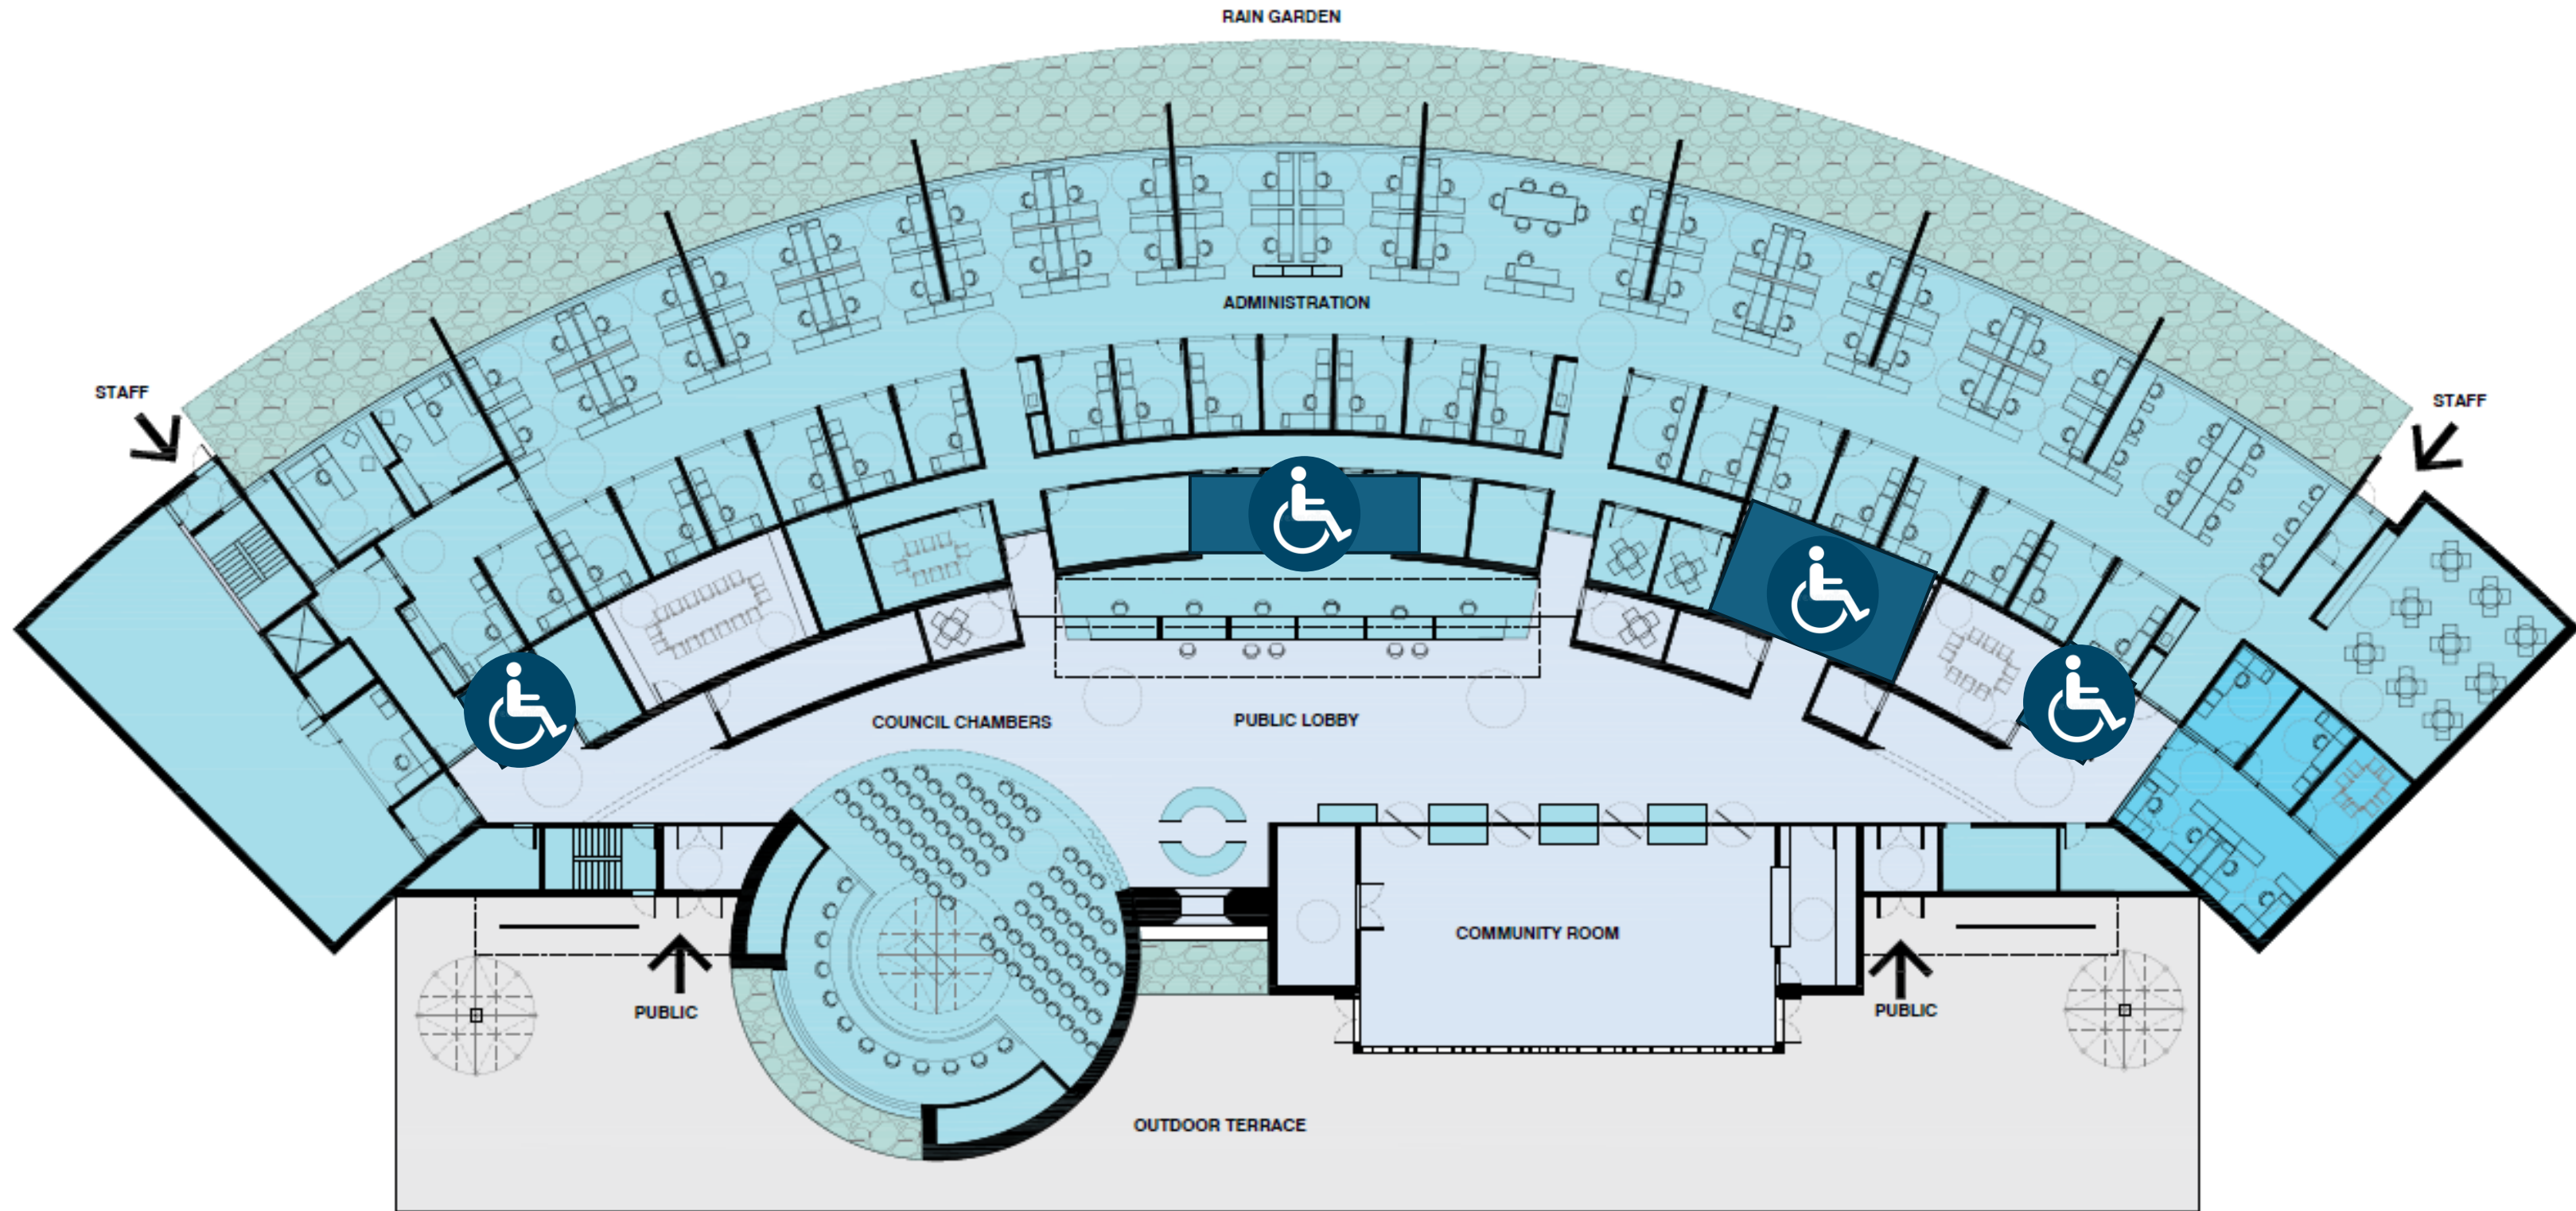 RAIN GARDEN
ADMINISTRATION
STAFF
STAFF
COUNCIL CHAMBERS
PUBLIC LOBBY
COMMUNITY ROOM
PUBLIC
PUBLIC
OUTDOOR TERRACE